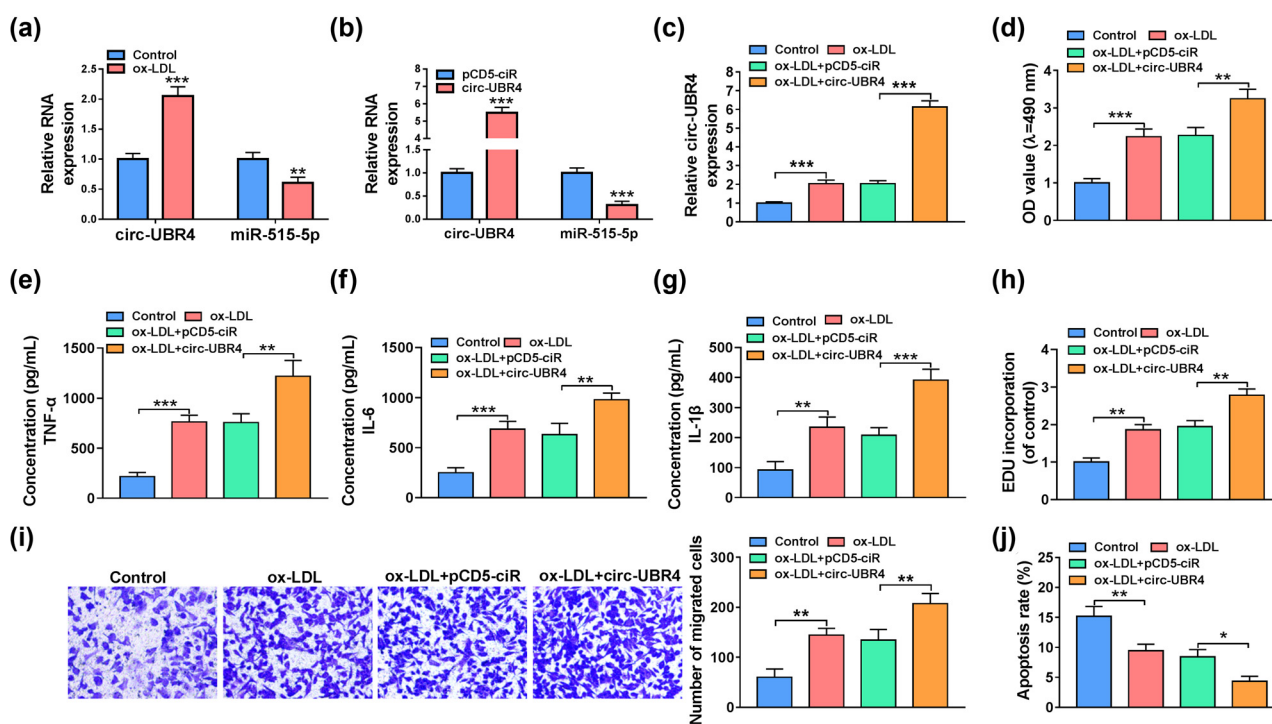 (a)
Control
ox-LDL
Relative RNA
expression
2.5
2.0
1.5
1.0
0.5
0.0
***
**
circ-UBR4
miR-515-5p
(b)
pCD5-ciR
circ-UBR4
Relative RNA
expression
8
7
6
5
4
1.5
1.0
0.5
0.0
***
***
circ-UBR4
miR-515-5p
(c)
Control ox-LDL
ox-LDL+pCD5-ciR
ox-LDL+circ-UBR4
Relative circ-UBR4
expression
8
7
6
5
4
3
2
1
0
***
***
(d)
Control ox-LDL
ox-LDL+pCD5-ciR
ox-LDL+circ-UBR4
OD value (λ=490 nm)
4
3
2
1
0
***
**
(e)
Control ox-LDL
ox-LDL+pCD5-ciR
ox-LDL+circ-UBR4
Concentration (pg/mL)
TNF-α
1500
1000
500
0
***
**
(f)
Control ox-LDL
ox-LDL+pCD5-ciR
ox-LDL+circ-UBR4
Concentration (pg/mL)
IL-6
1500
1000
500
0
***
**
(g)
Control ox-LDL
ox-LDL+pCD5-ciR
ox-LDL+circ-UBR4
Concentration (pg/mL)
IL-1β
500
400
300
200
100
0
**
***
(h)
Control ox-LDL
ox-LDL+pCD5-ciR
ox-LDL+circ-UBR4
EDU incorporation
(of control)
4
3
2
1
0
**
**
(i)
Control
ox-LDL
ox-LDL+pCD5-ciR
ox-LDL+circ-UBR4
Control ox-LDL
ox-LDL+pCD5-ciR
ox-LDL+circ-UBR4
Number of migrated cells
300
200
100
0
**
**
(j)
Control
ox-LDL
ox-LDL+pCD5-ciR
ox-LDL+circ-UBR4
Apoptosis rate (%)
25
20
15
10
5
0
**
*